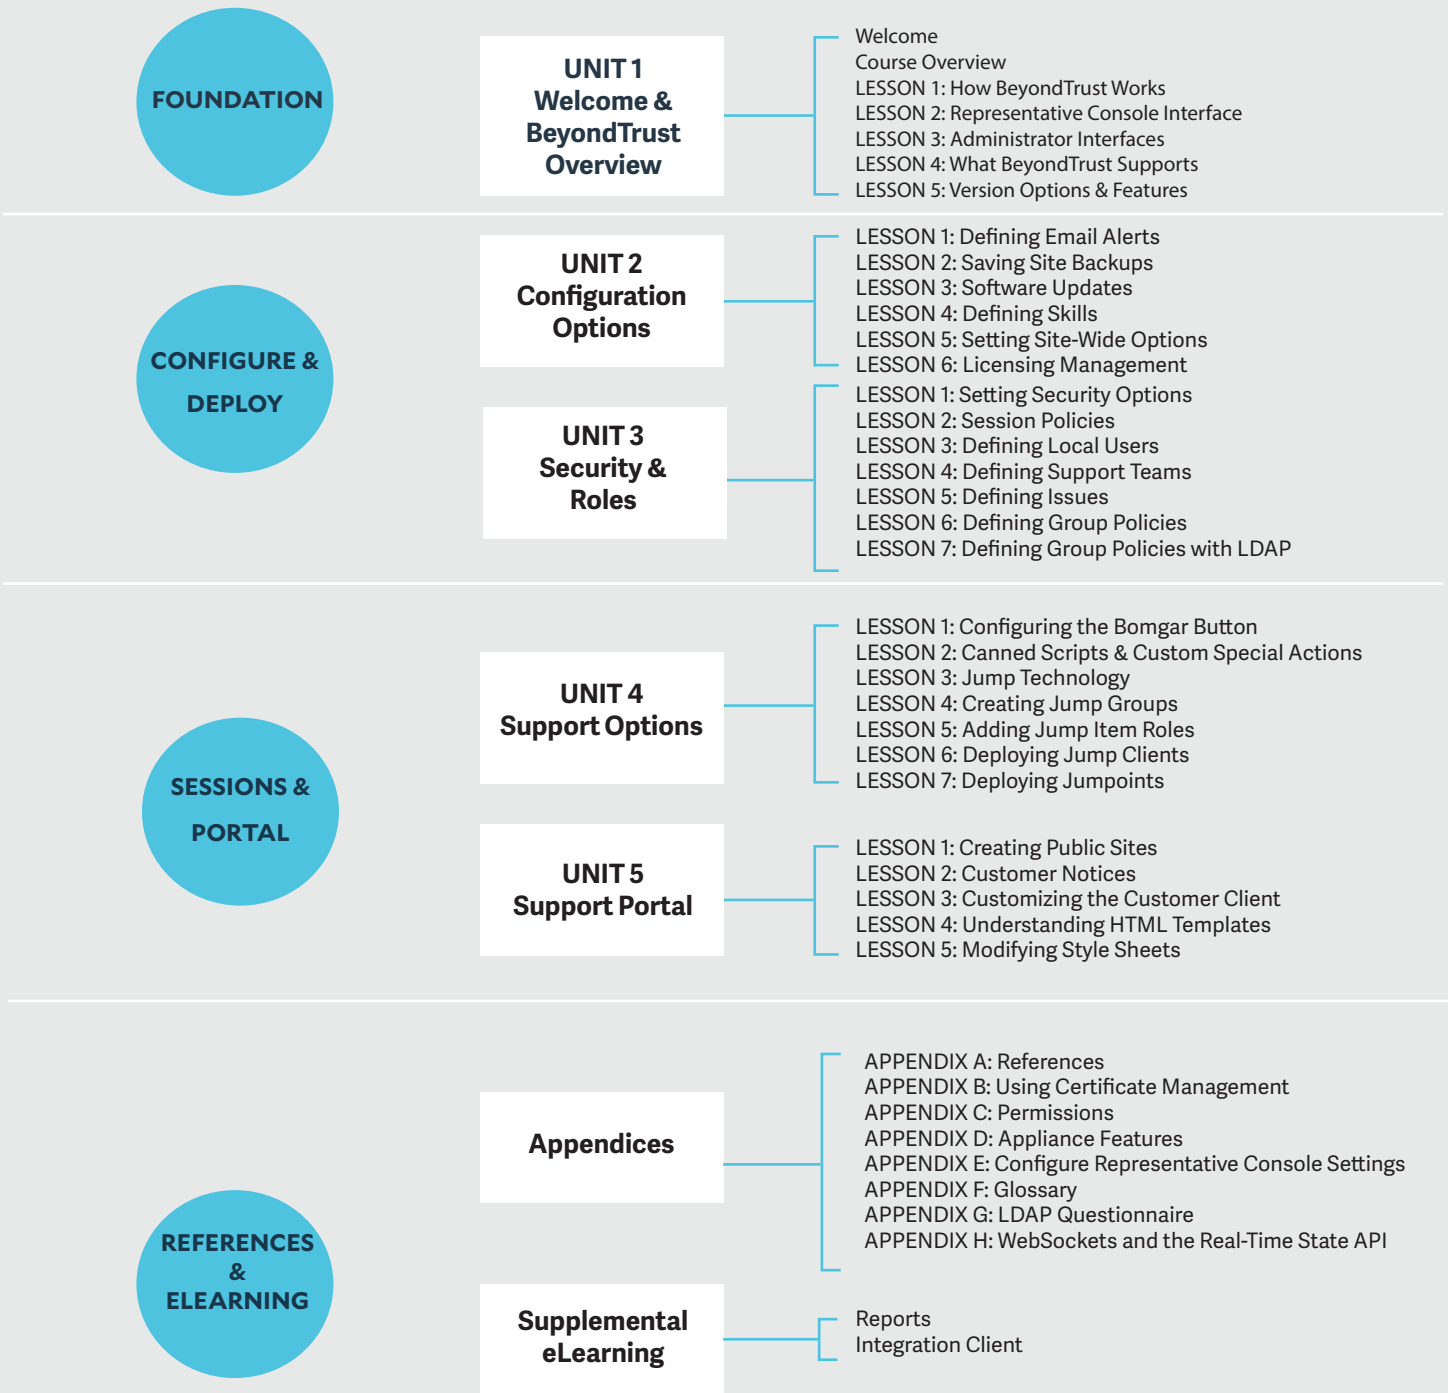 FOUNDATION
UNIT 1
Welcome &
BeyondTrust
Overview
Welcome
Course Overview
LESSON 1: How BeyondTrust Works
LESSON 2: Representative Console Interface
LESSON 3: Administrator Interfaces
LESSON 4: What BeyondTrust Supports
LESSON 5: Version Options & Features
CONFIGURE &
DEPLOY
UNIT 2
Configuration
Options
LESSON 1: Defining Email Alerts
LESSON 2: Saving Site Backups
LESSON 3: Software Updates
LESSON 4: Defining Skills
LESSON 5: Setting Site-Wide Options
LESSON 6: Licensing Management
UNIT 3
Security &
Roles
LESSON 1: Setting Security Options
LESSON 2: Session Policies
LESSON 3: Defining Local Users
LESSON 4: Defining Support Teams
LESSON 5: Defining Issues
LESSON 6: Defining Group Policies
LESSON 7: Defining Group Policies with LDAP
SESSIONS &
PORTAL
UNIT 4
Support Options
LESSON 1: Configuring the Bomgar Button
LESSON 2: Canned Scripts & Custom Special Actions
LESSON 3: Jump Technology
LESSON 4: Creating Jump Groups
LESSON 5: Adding Jump Item Roles
LESSON 6: Deploying Jump Clients
LESSON 7: Deploying Jumpoints
UNIT 5
Support Portal
LESSON 1: Creating Public Sites
LESSON 2: Customer Notices
LESSON 3: Customizing the Customer Client
LESSON 4: Understanding HTML Templates
LESSON 5: Modifying Style Sheets
REFERENCES
&
ELEARNING
Appendices
APPENDIX A: References
APPENDIX B: Using Certificate Management
APPENDIX C: Permissions
APPENDIX D: Appliance Features
APPENDIX E: Configure Representative Console Settings
APPENDIX F: Glossary
APPENDIX G: LDAP Questionnaire
APPENDIX H: WebSockets and the Real-Time State API
Supplemental
eLearning
Reports
Integration Client